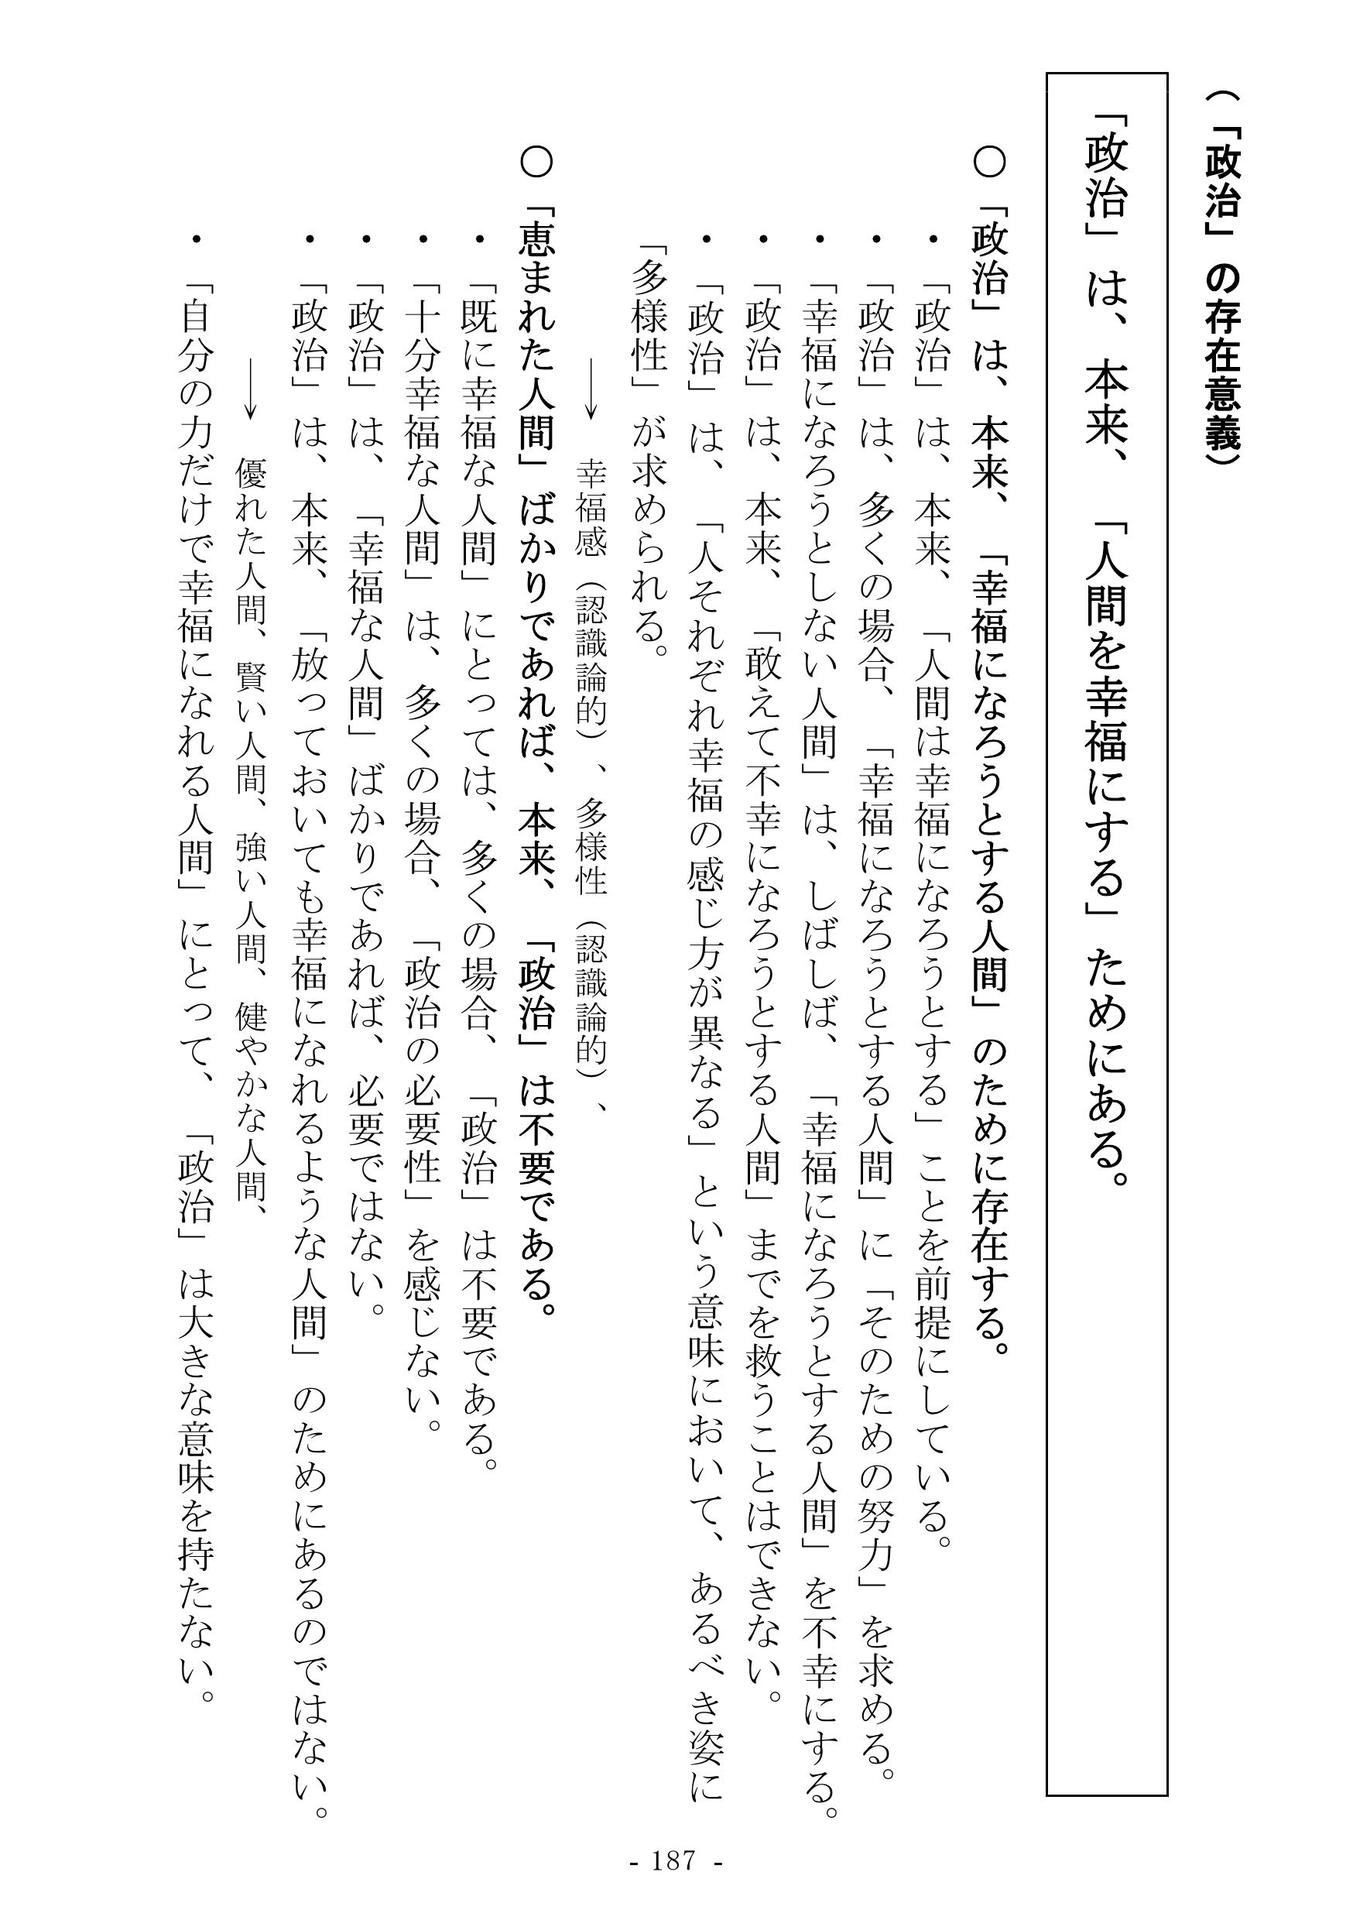 (「政治」の存在意義)
「政治」は、本来、「人間を幸福にする」ためにある。
○「政治」は、本来、「幸福になろうとする人間」のために存在する。
・「政治」は、本来、「人間は幸福になろうとする」ことを前提にしている。
・「政治」は、多くの場合、「幸福になろうとする人間」に「そのための努力」を求める。
・「幸福になろうとしない人間」は、しばしば、「幸福になろうとする人間」を不幸にする。
・「政治」は、本来、「敢えて不幸になろうとする人間」までを救うことはできない。
・「政治」は、「人それぞれ幸福の感じ方が異なる」という意味において、あるべき姿に
「多様性」が求められる。
→ 幸福感(認識論的)、多様性(認識論的)、
○「恵まれた人間」ばかりであれば、本来、「政治」は不要である。
・「既に幸福な人間」にとっては、多くの場合、「政治」は不要である。
・「十分幸福な人間」は、多くの場合、「政治の必要性」を感じない。
・「政治」は、「幸福な人間」ばかりであれば、必要ではない。
・「政治」は、本来、「放っておいても幸福になれるような人間」のためにあるのではない。
→ 優れた人間、賢い人間、強い人間、健やかな人間、
・「自分の力だけで幸福になれる人間」にとって、「政治」は大きな意味を持たない。
- 187 -